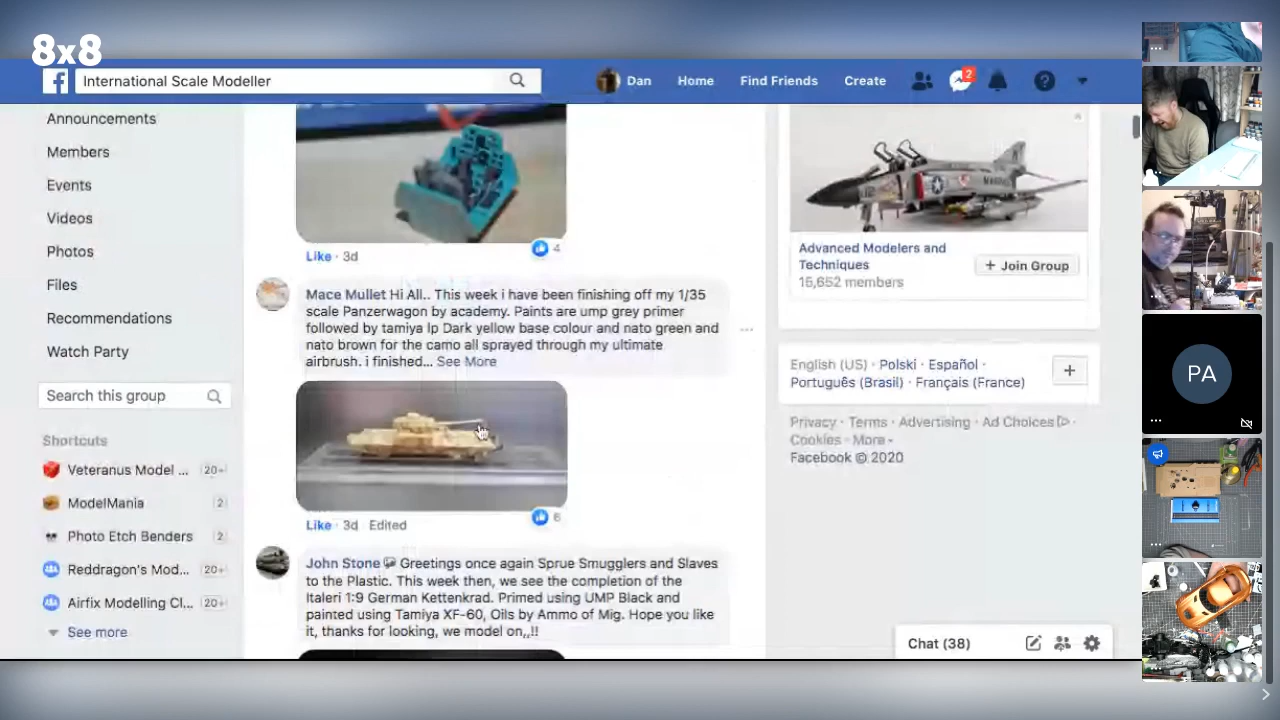 8x8
International Scale Modeller
Dan
Home
Find Friends
Create
2
Announcements
Members
Events
Videos
Photos
Files
Recommendations
Watch Party
Search this group
Shortcuts
Veteranus Model ... 20+
ModelMania 2
Photo Etch Benders 2
Reddragon's Mod... 20+
Airfix Modelling Cl... 20+
See more
Like · 3d
4
Mace Mullet Hi All.. This week i have been finishing off my 1/35
scale Panzerwagon by academy. Paints are ump grey primer
followed by tamiya lp Dark yellow base colour and nato green and
nato brown for the camo all sprayed through my ultimate
airbrush. i finished... See More
Like · 3d Edited
6
John Stone Greetings once again Sprue Smugglers and Slaves
to the Plastic. This week then, we see the completion of the
Italeri 1:9 German Kettenkrad. Primed using UMP Black and
painted using Tamiya XF-60, Oils by Ammo of Mig. Hope you like
it, thanks for looking, we model on,,!!
Advanced Modelers and
Techniques
15,652 members
+ Join Group
English (US) · Polski · Español ·
Português (Brasil) · Français (France)
Privacy · Terms · Advertising · Ad Choices ·
Cookies · More
Facebook © 2020
Chat (38)
PA